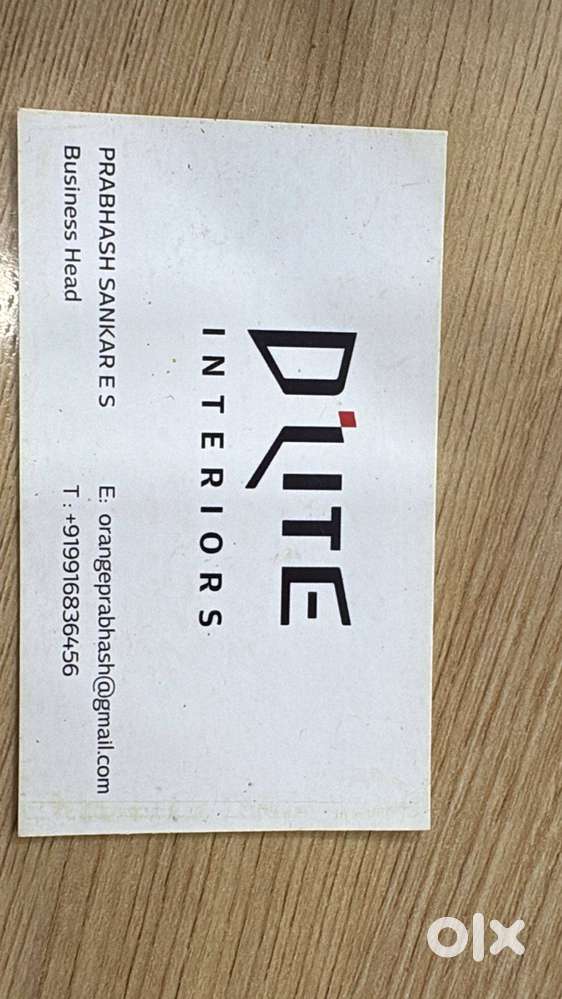 D'LITE
INTERIORS
PRABHASH SANKAR E S
Business Head
E: orangeprabhash@gmail.com
T : +919916836456
olx